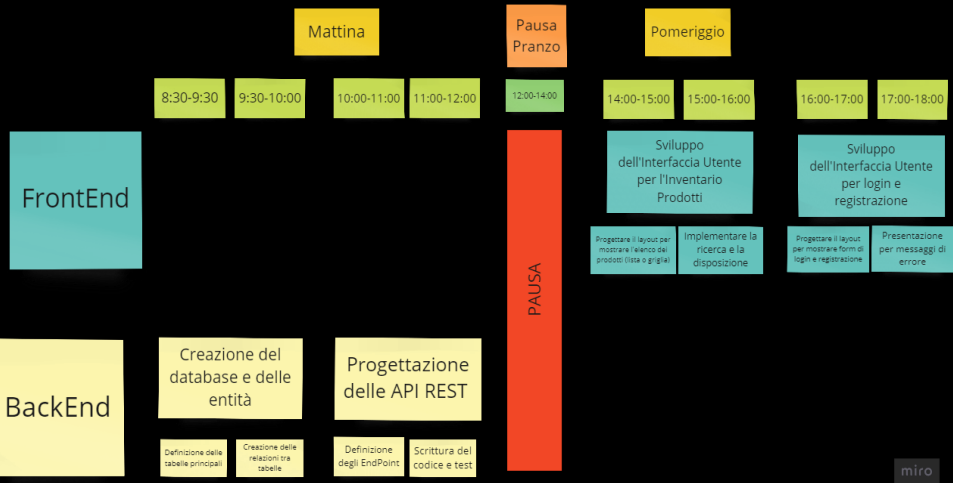 Mattina
Pausa
Pranzo
Pomeriggio
8:30-9:30
9:30-10:00
10:00-11:00
11:00-12:00
12:00-14:00
14:00-15:00
15:00-16:00
16:00-17:00
17:00-18:00
FrontEnd
Sviluppo
dell'Interfaccia Utente
per l'Inventario
Prodotti
Sviluppo
dell'Interfaccia Utente
per login e
registrazione
Progettare il layout per
mostrare l'elenco dei
prodotti (lista o griglia)
Implementare la
ricerca e la
disposizione
Progettare il layout
per mostrare form di
login e registrazione
Presentazione
per messaggi di
errore
PAUSA
BackEnd
Creazione del
database e delle
entità
Progettazione
delle API REST
Definizione delle
tabelle principali
Creazione delle
relazioni tra
tabelle
Definizione
degli EndPoint
Scrittura del
codice e test
miro